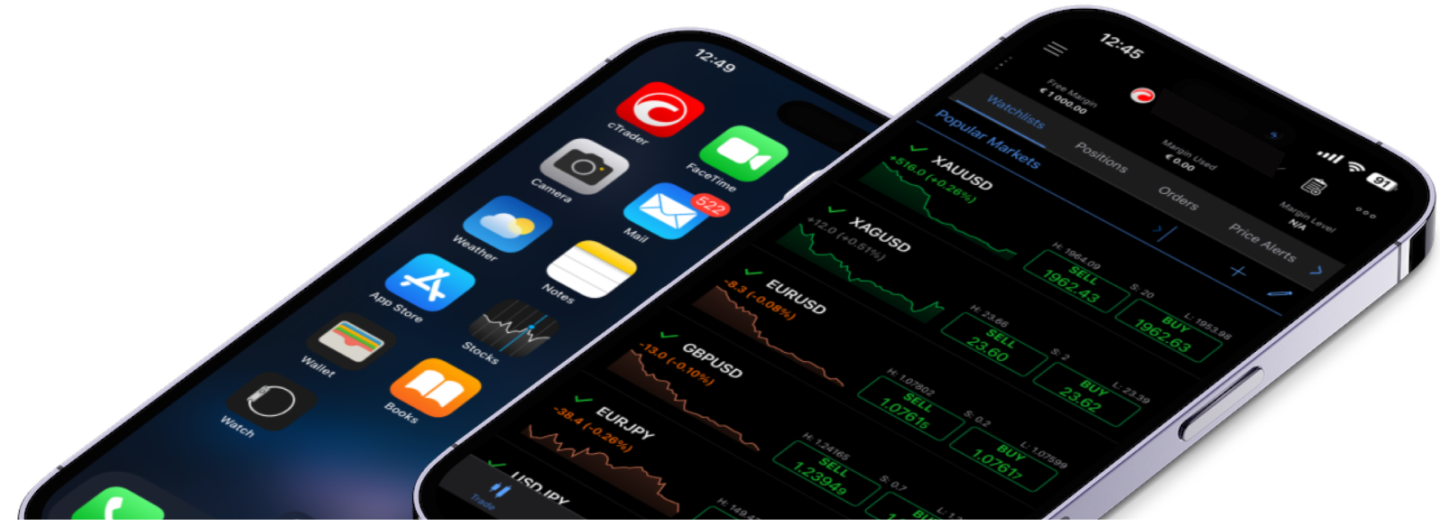 12:49
cTrader
FaceTime
Camera
522
Mail
Weather
Notes
App Store
Stocks
Wallet
Books
Watch
12:45
91
Free Margin
€ 1 000.00
Margin Used
€ 0.00
Margin Level
N/A
Watchlists
Positions
Orders
Price Alerts
Popular Markets
XAUUSD
+516.0 (+0.26%)
H: 1964.09
S: 20
L: 1953.98
SELL
1962.43
BUY
1962.63
XAGUSD
+12.0 (+0.51%)
H: 23.66
S: 2
L: 23.39
SELL
23.60
BUY
23.62
EURUSD
-8.3 (-0.08%)
H: 1.07802
S: 0.2
L: 1.07599
SELL
1.07615
BUY
1.07617
GBPUSD
-13.0 (-0.10%)
H: 1.24165
S: 0.7
SELL
1.23949
EURJPY
-38.4 (-0.26%)
USDJPY
Trade